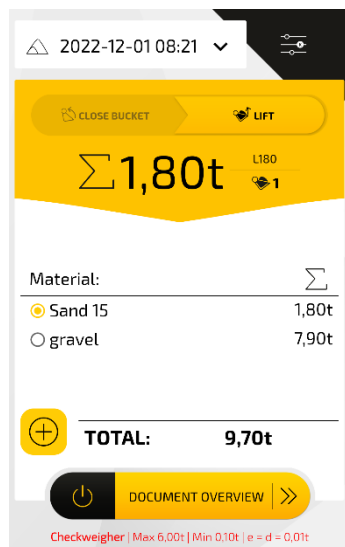 2022-12-01 08:21
CLOSE BUCKET LIFT
∑1,80t L180
1
Material: ∑
Sand 15 1,80t
gravel 7,90t
TOTAL: 9,70t
DOCUMENT OVERVIEW
Checkweigher | Max 6,00t | Min 0,10t | e = d = 0,01t